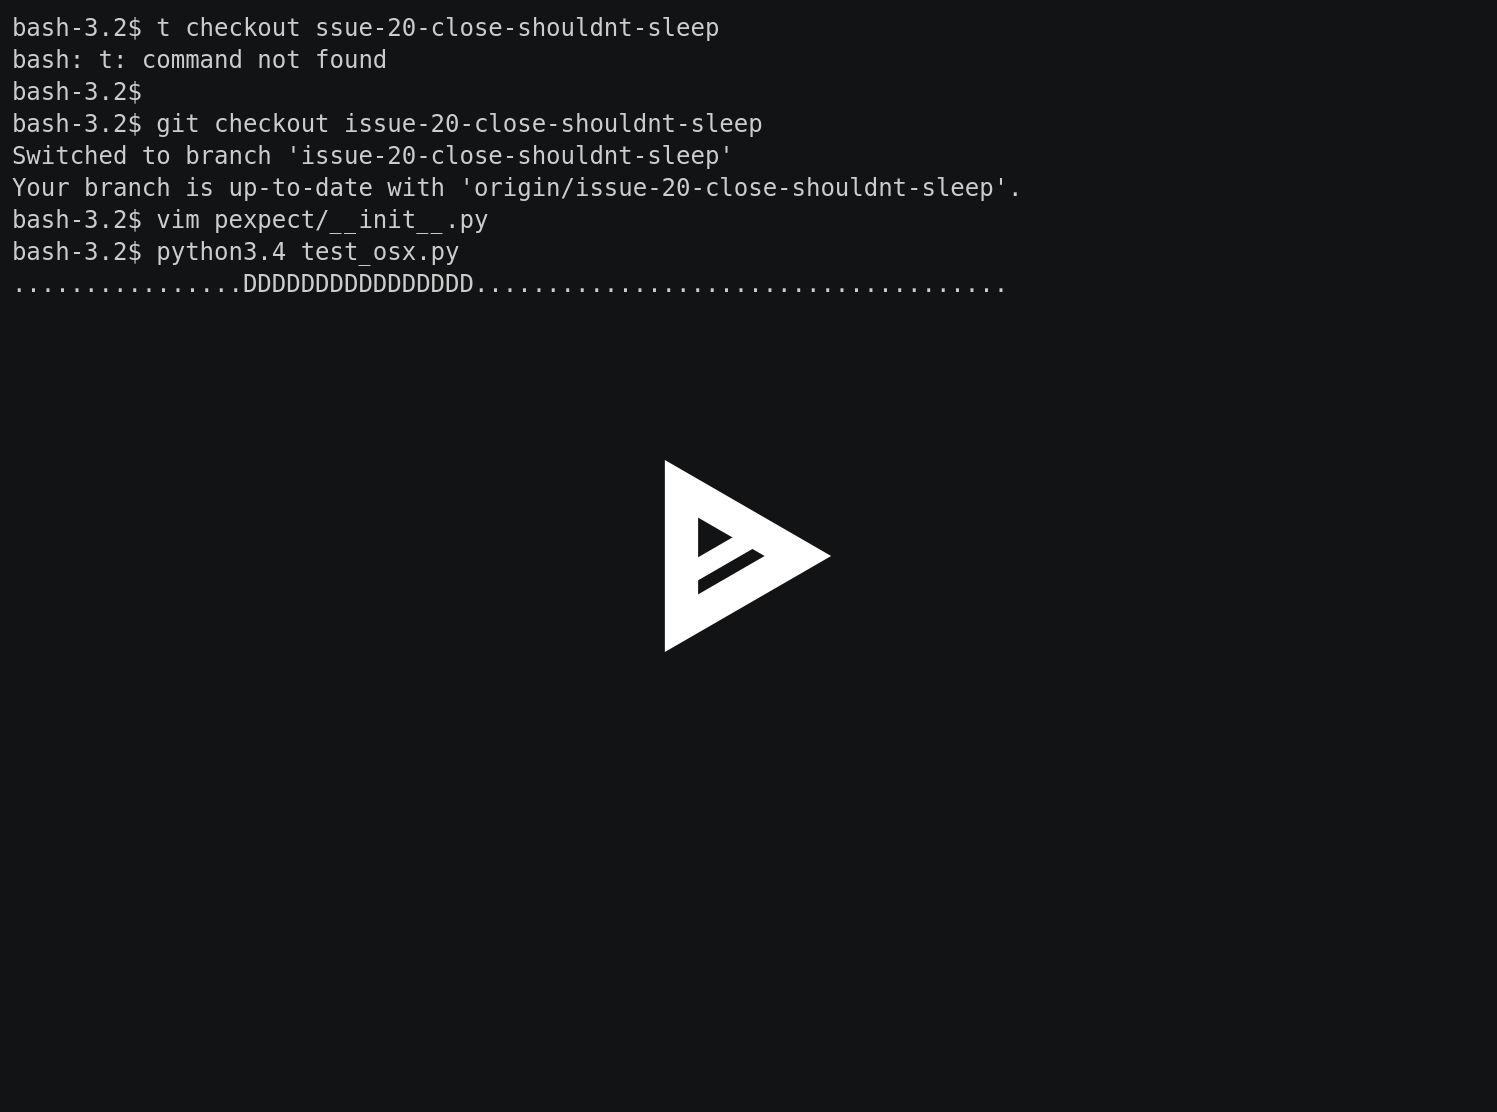 bash-3.2$ t checkout ssue-20-close-shouldnt-sleep
bash: t: command not found
bash-3.2$
bash-3.2$ git checkout issue-20-close-shouldnt-sleep
Switched to branch 'issue-20-close-shouldnt-sleep'
Your branch is up-to-date with 'origin/issue-20-close-shouldnt-sleep'.
bash-3.2$ vim pexpect/__init__.py
bash-3.2$ python3.4 test_osx.py
................DDDDDDDDDDDDDDDD.....................................